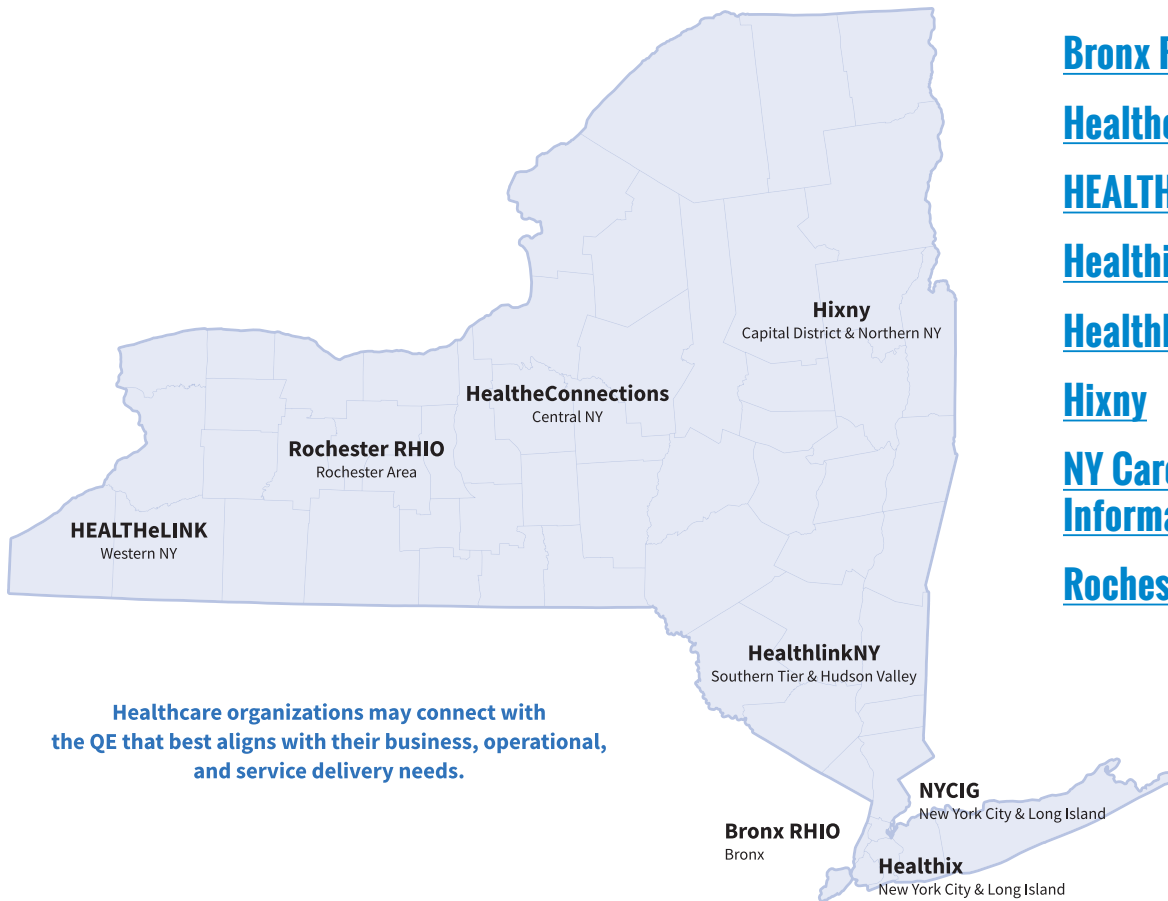 Hixny
Capital District & Northern NY
HealtheConnections
Central NY
Rochester RHIO
Rochester Area
HEALTHeLINK
Western NY
HealthlinkNY
Southern Tier & Hudson Valley
Healthcare organizations may connect with
the QE that best aligns with their business, operational,
and service delivery needs.
NYCIG
New York City & Long Island
Bronx RHIO
Bronx
Healthix
New York City & Long Island
Bronx
Hixny
NY